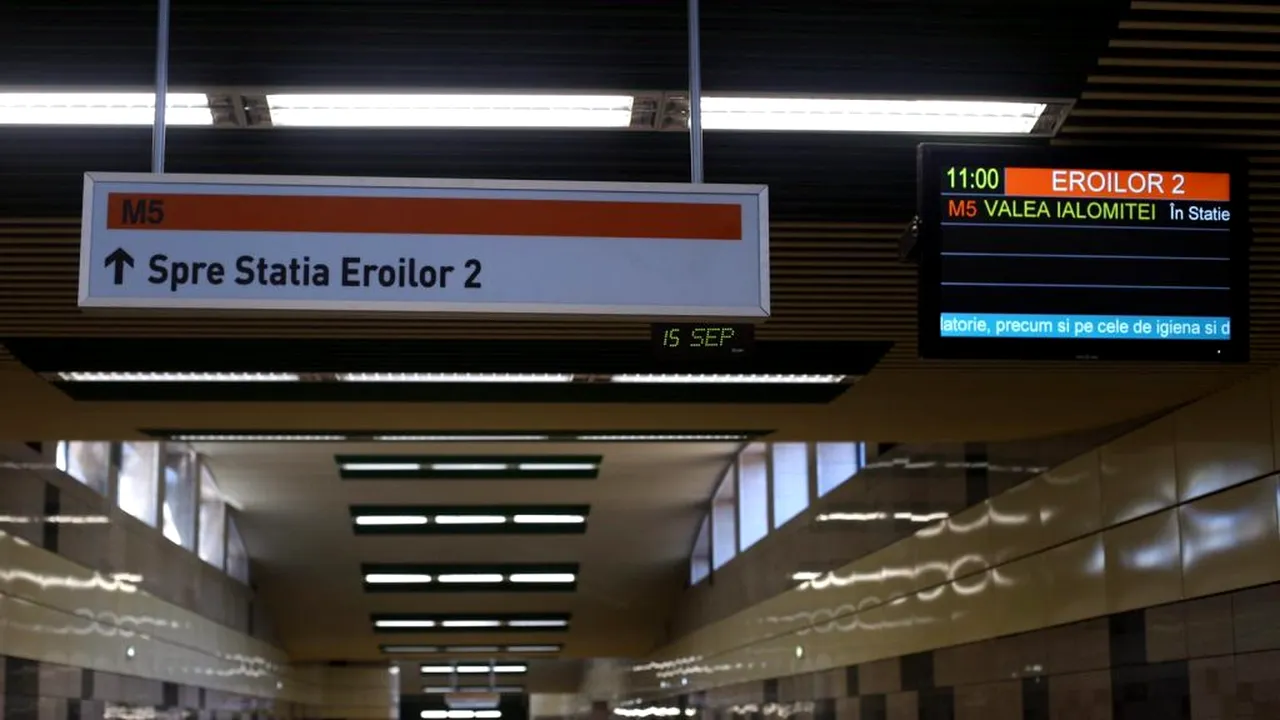 M5
↑ Spre Statia Eroilor 2
15 SEP
11:00 EROILOR 2
M5 VALEA IALOMITEI În Statie
latorie, precum si pe cele de igiena si d